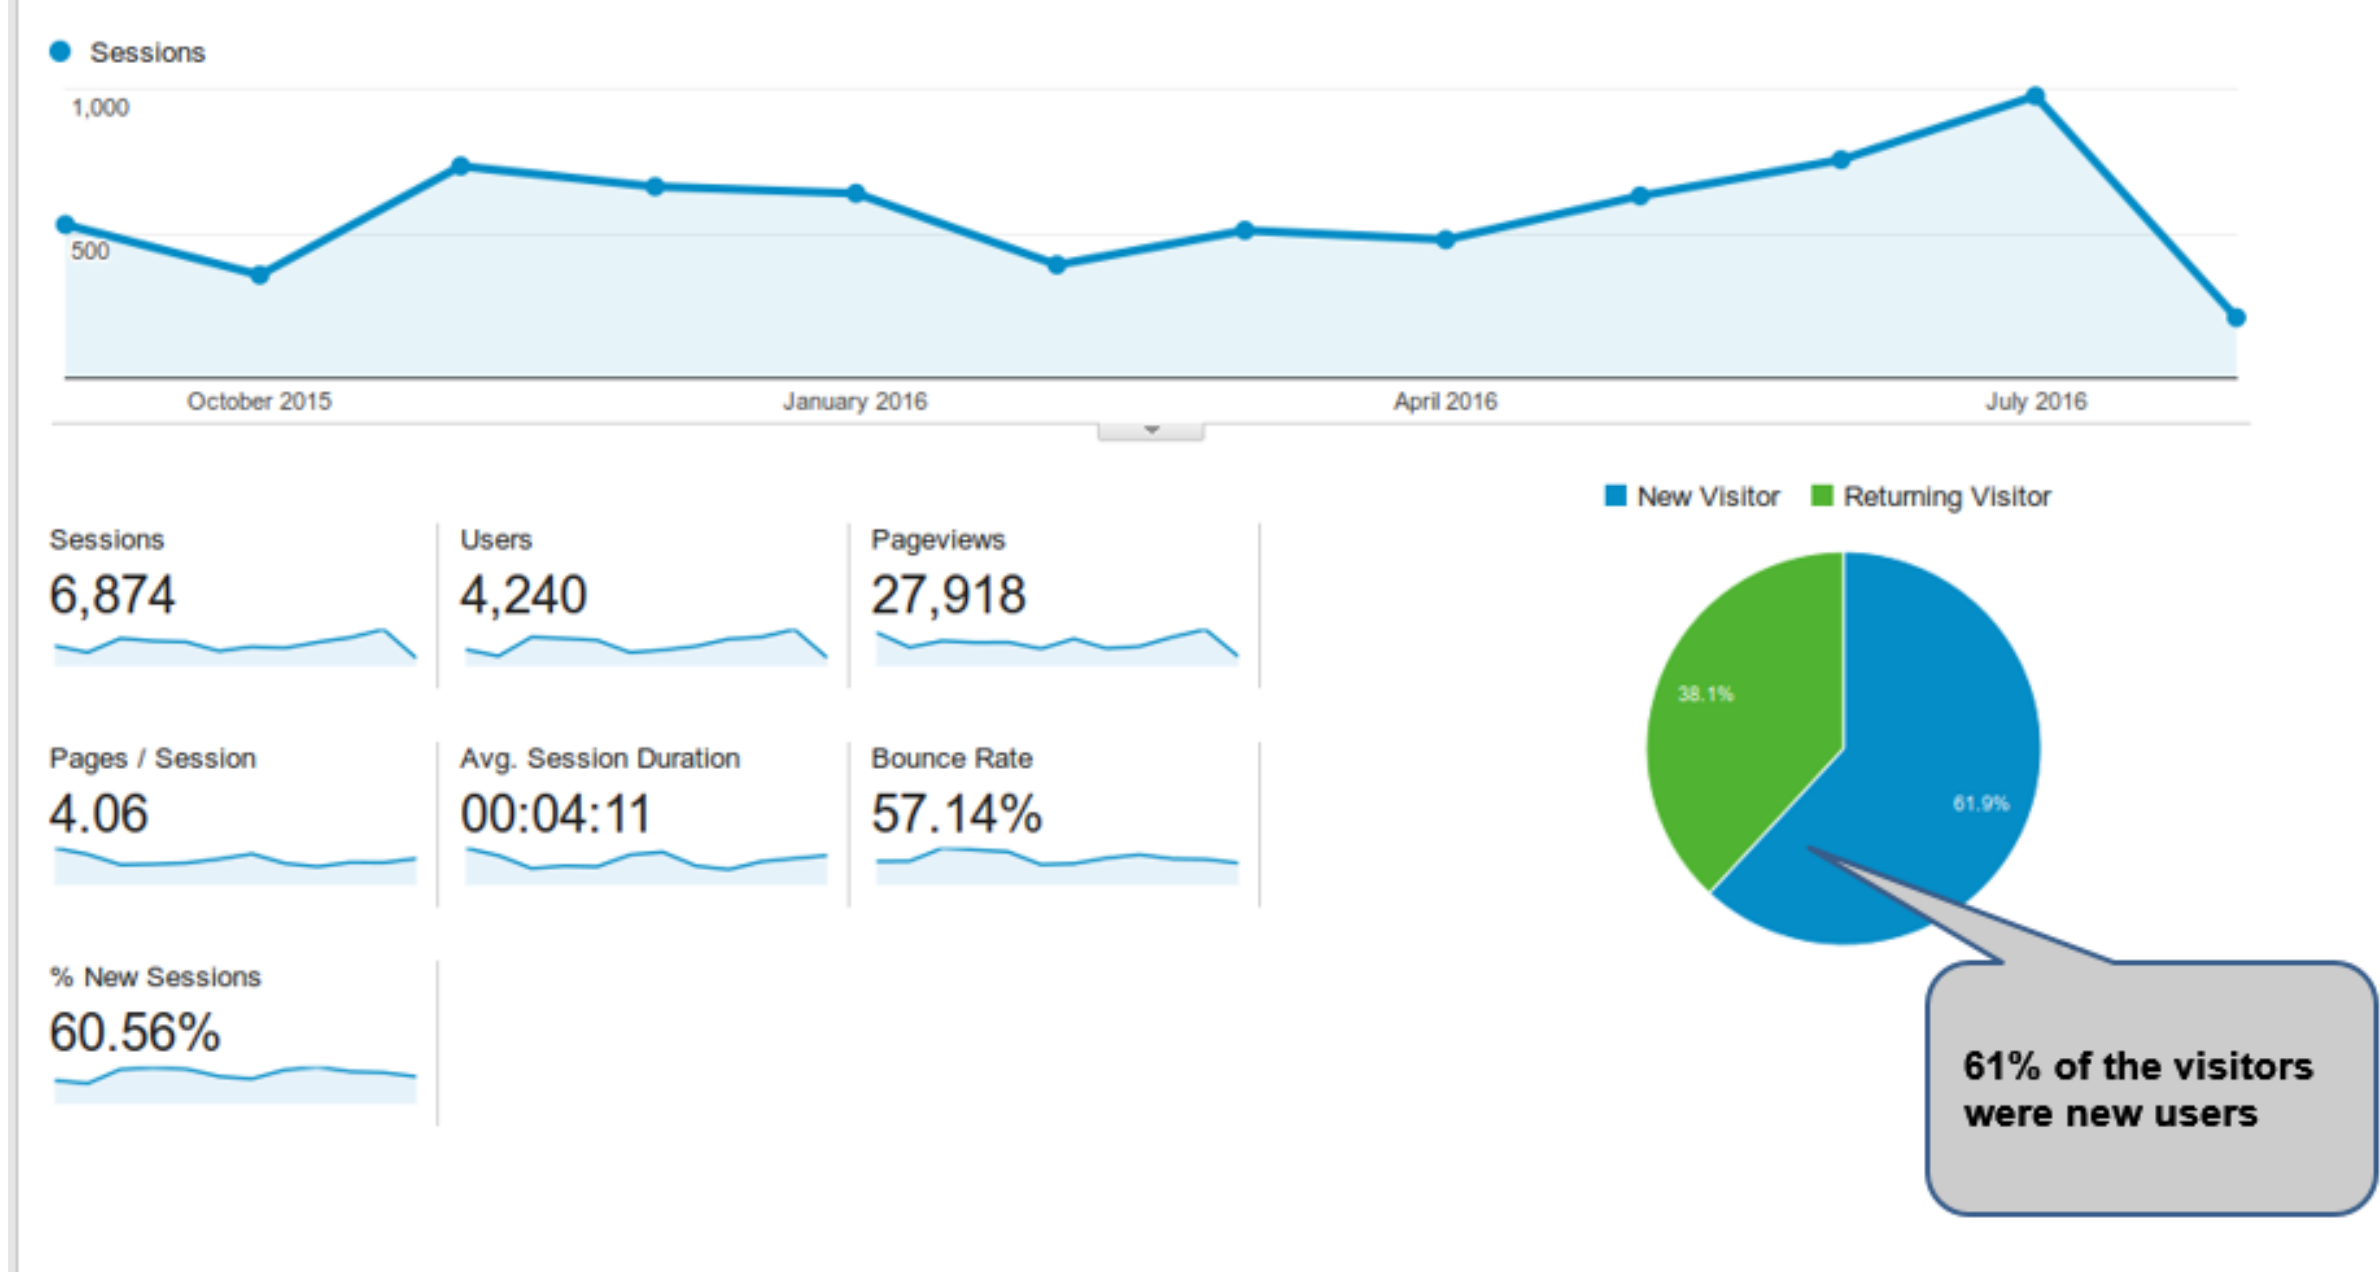 Sessions
1,000
500
October 2015 January 2016 April 2016 July 2016
New Visitor Returning Visitor
Sessions Users Pageviews
6,874 4,240 27,918
38.1%
Pages / Session Avg. Session Duration Bounce Rate
4.06 00:04:11 57.14%
61.9%
% New Sessions
60.56%
61% of the visitors
were new users